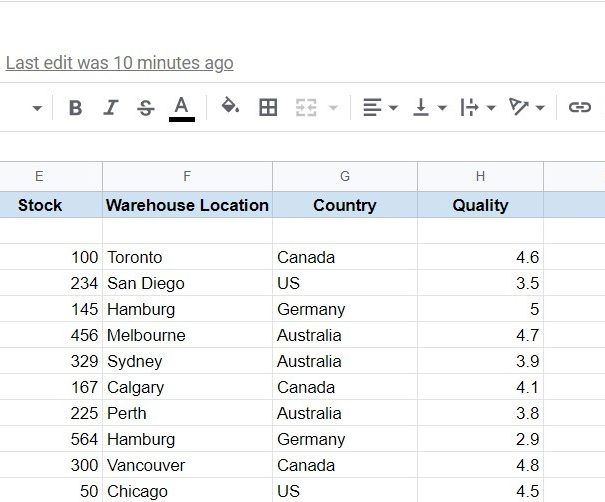 Last edit was 10 minutes ago
B I S A
E F G H
Stock Warehouse Location Country Quality
100 Toronto Canada 4.6
234 San Diego US 3.5
145 Hamburg Germany 5
456 Melbourne Australia 4.7
329 Sydney Australia 3.9
167 Calgary Canada 4.1
225 Perth Australia 3.8
564 Hamburg Germany 2.9
300 Vancouver Canada 4.8
50 Chicago US 4.5